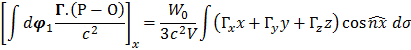 [∫dφ₁ Γ.(P − O)/c²]ₓ = W₀/3c²V ∫(Γₓx + Γᵧy + Γ_z z) cos n̂x dσ